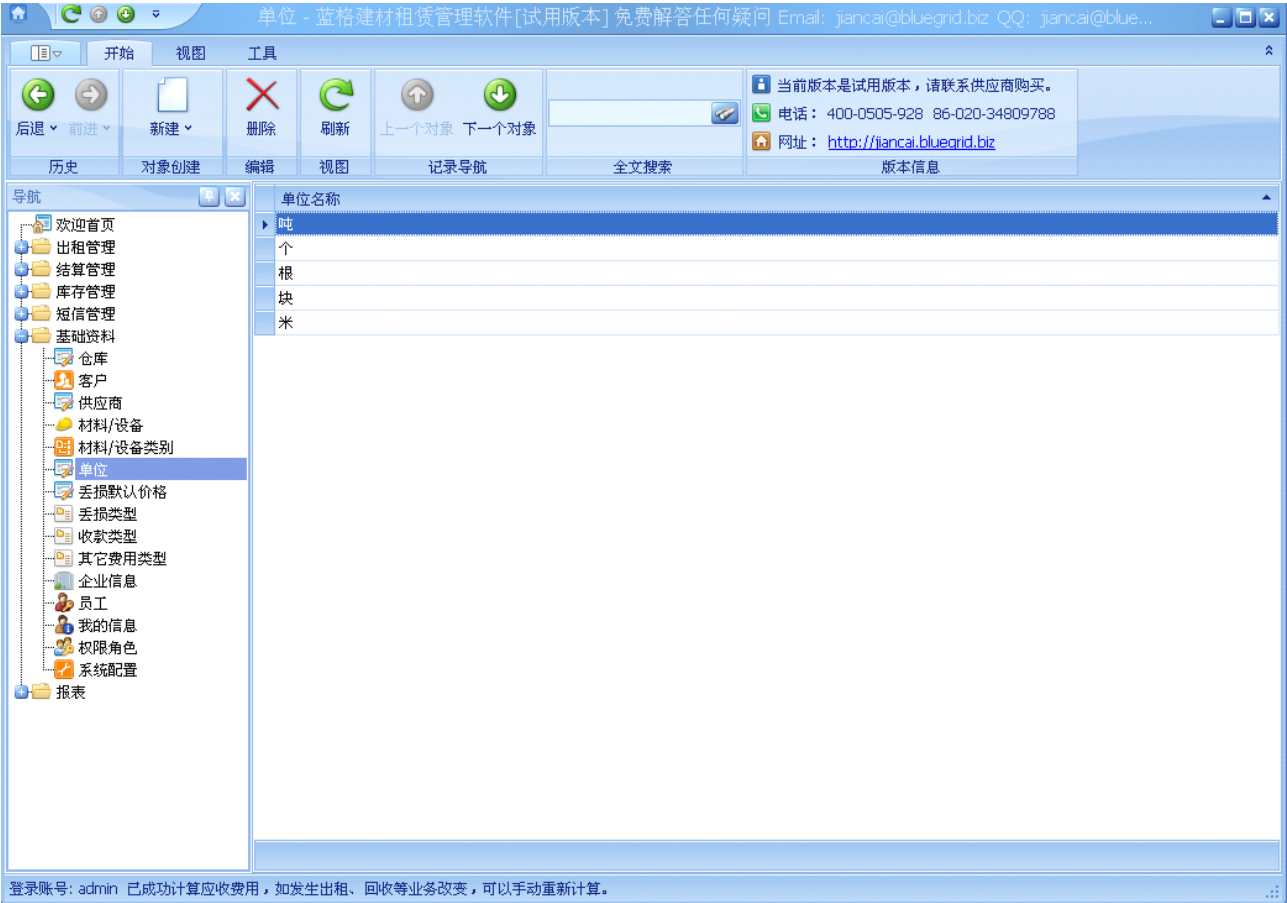 单位 - 蓝格建材租赁管理软件[试用版本] 免费解答任何疑问 Email: jiancai@bluegrid.biz QQ: jiancai@blue...
开始 视图 工具
后退 前进 新建 删除 刷新 上一个对象 下一个对象
当前版本是试用版本，请联系供应商购买。
电话： 400-0505-928 86-020-34809788
网址： http://jiancai.bluegrid.biz
历史 对象创建 编辑 视图 记录导航 全文搜索 版本信息
导航
欢迎首页
出租管理
结算管理
库存管理
短信管理
基础资料
仓库
客户
供应商
材料/设备
材料/设备类别
单位
丢损默认价格
丢损类型
收款类型
其它费用类型
企业信息
员工
我的信息
权限角色
系统配置
报表
单位名称
吨
个
根
块
米
登录账号: admin 已成功计算应收费用，如发生出租、回收等业务改变，可以手动重新计算。